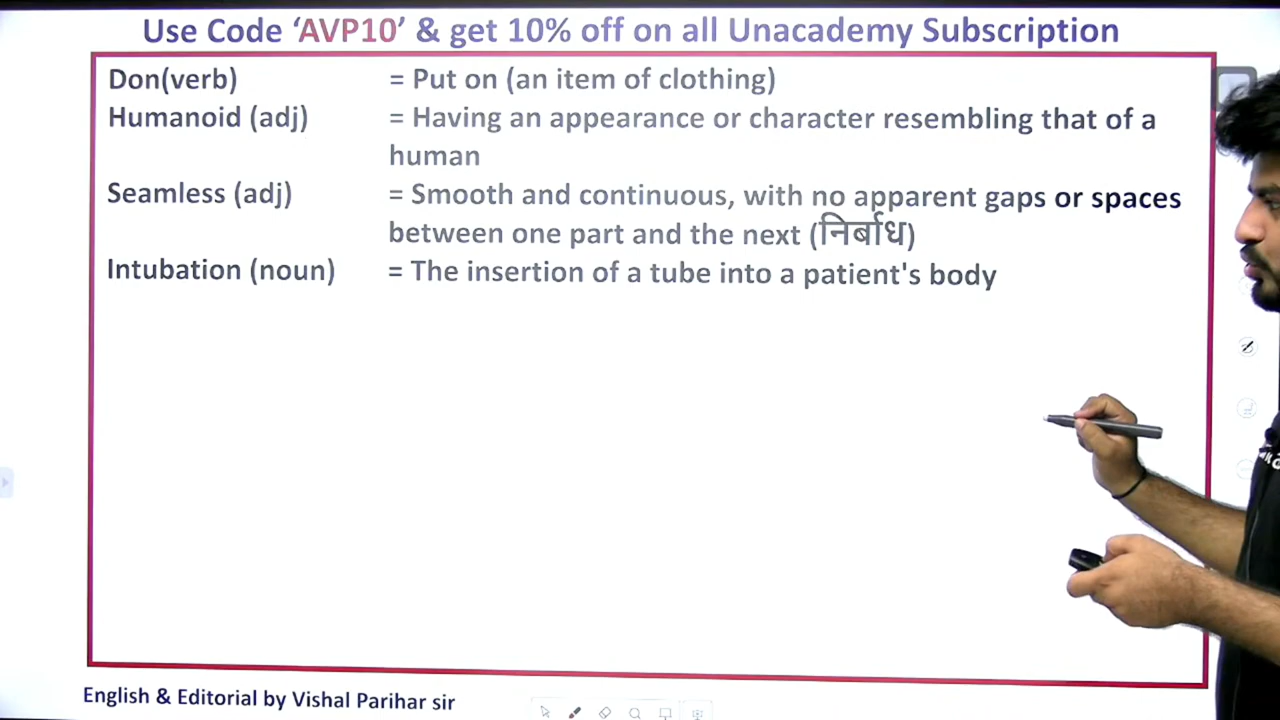 Use Code ‘AVP10’ & get 10% off on all Unacademy Subscription
Don(verb) = Put on (an item of clothing)
Humanoid (adj) = Having an appearance or character resembling that of a
human
Seamless (adj) = Smooth and continuous, with no apparent gaps or spaces
between one part and the next (निर्बाध)
Intubation (noun) = The insertion of a tube into a patient's body
English & Editorial by Vishal Parihar sir